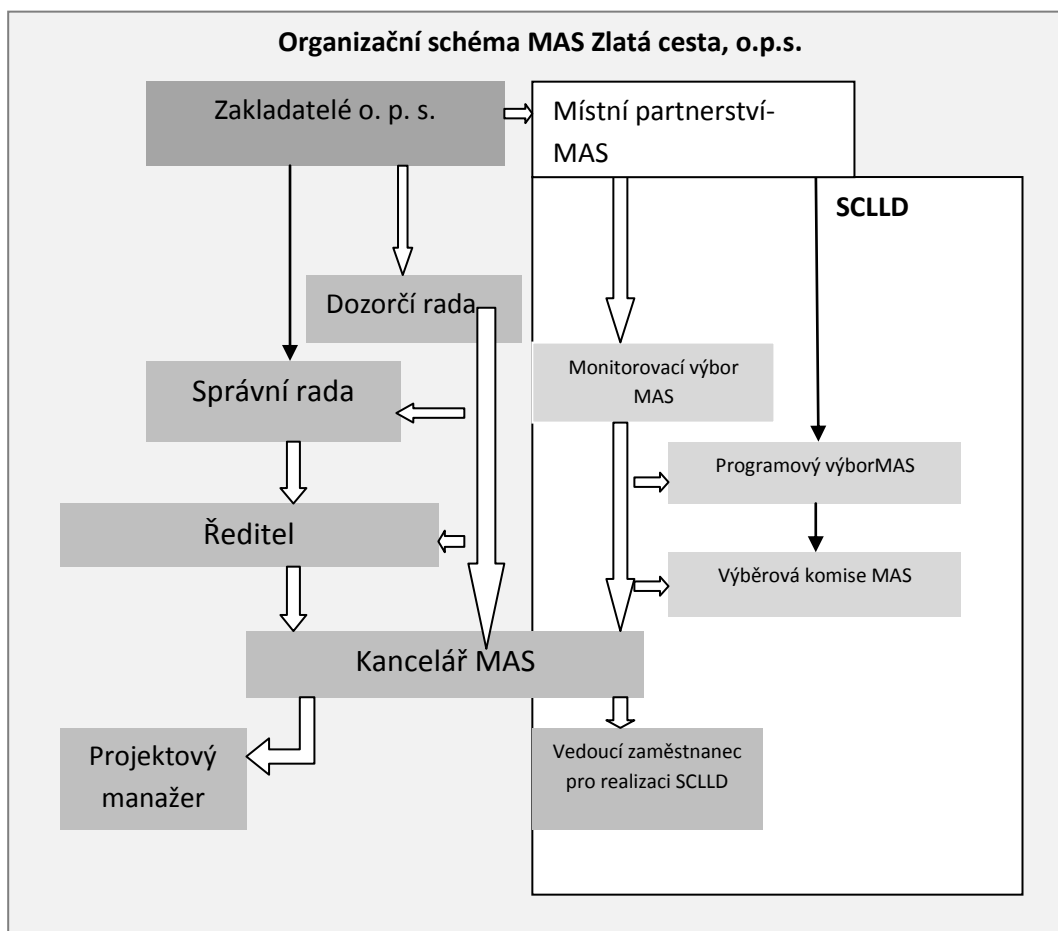 Organizační schéma MAS Zlatá cesta, o.p.s.
Zakladatelé o. p. s.
Místní partnerství-
MAS
SCLLD
Dozorčí rada
Správní rada
Monitorovací výbor
MAS
Programový výborMAS
Ředitel
Výběrová komise MAS
Kancelář MAS
Projektový
manažer
Vedoucí zaměstnanec
pro realizaci SCLLD